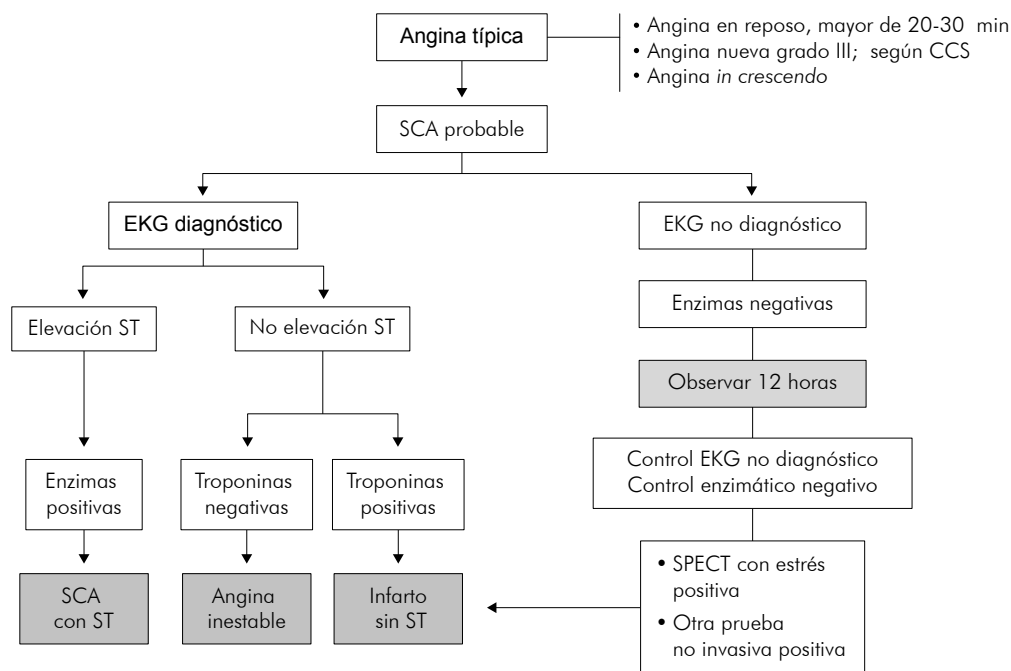 Angina típica
• Angina en reposo, mayor de 20-30 min
• Angina nueva grado III; según CCS
• Angina in crescendo
SCA probable
EKG diagnóstico
EKG no diagnóstico
Elevación ST
No elevación ST
Enzimas negativas
Observar 12 horas
Enzimas
positivas
Troponinas
negativas
Troponinas
positivas
Control EKG no diagnóstico
Control enzimático negativo
SCA
con ST
Angina
inestable
Infarto
sin ST
• SPECT con estrés
positiva
• Otra prueba
no invasiva positiva